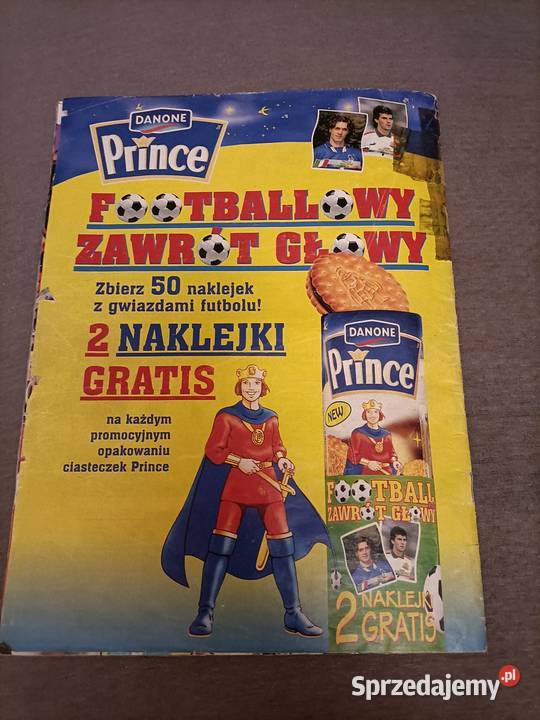 DANONE
Prince
FOOTBALLOWY
ZAWRÓT GŁOWY
Zbierz 50 naklejek
z gwiazdami futbolu!
2 NAKLEJKI
GRATIS
na każdym
promocyjnym
opakowaniu
ciasteczek Prince
DANONE
Prince
NEW
FOOTBALL
ZAWRÓT GŁOWY
2 NAKLEJKI
GRATIS
Sprzedajemy.pl